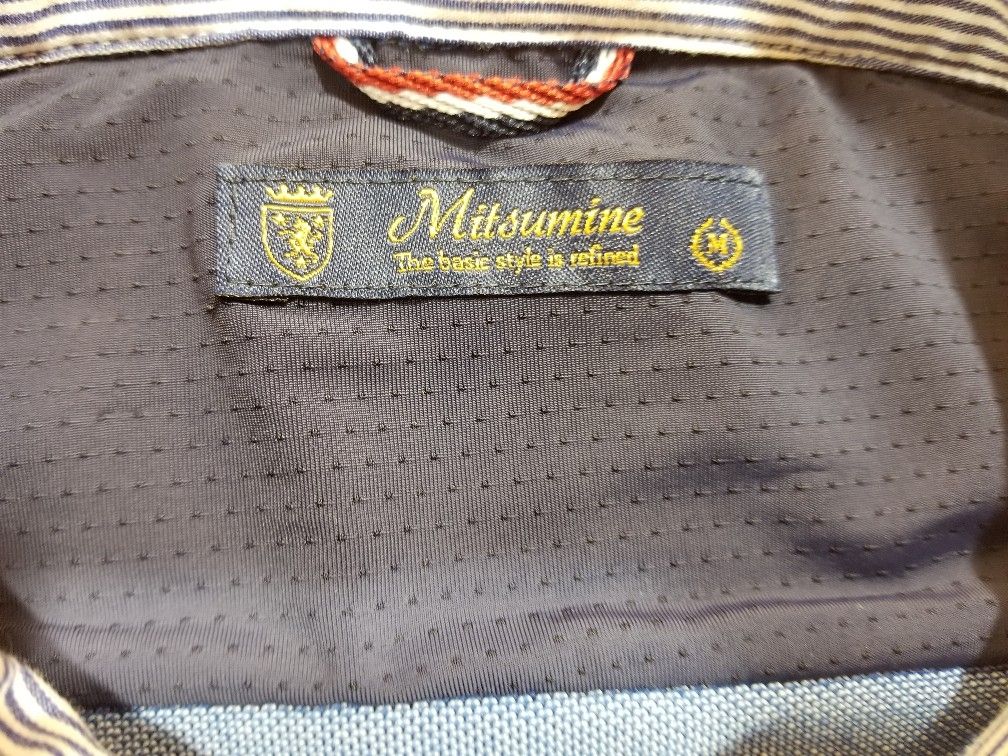 Mitsumine
The basic style is refined
M